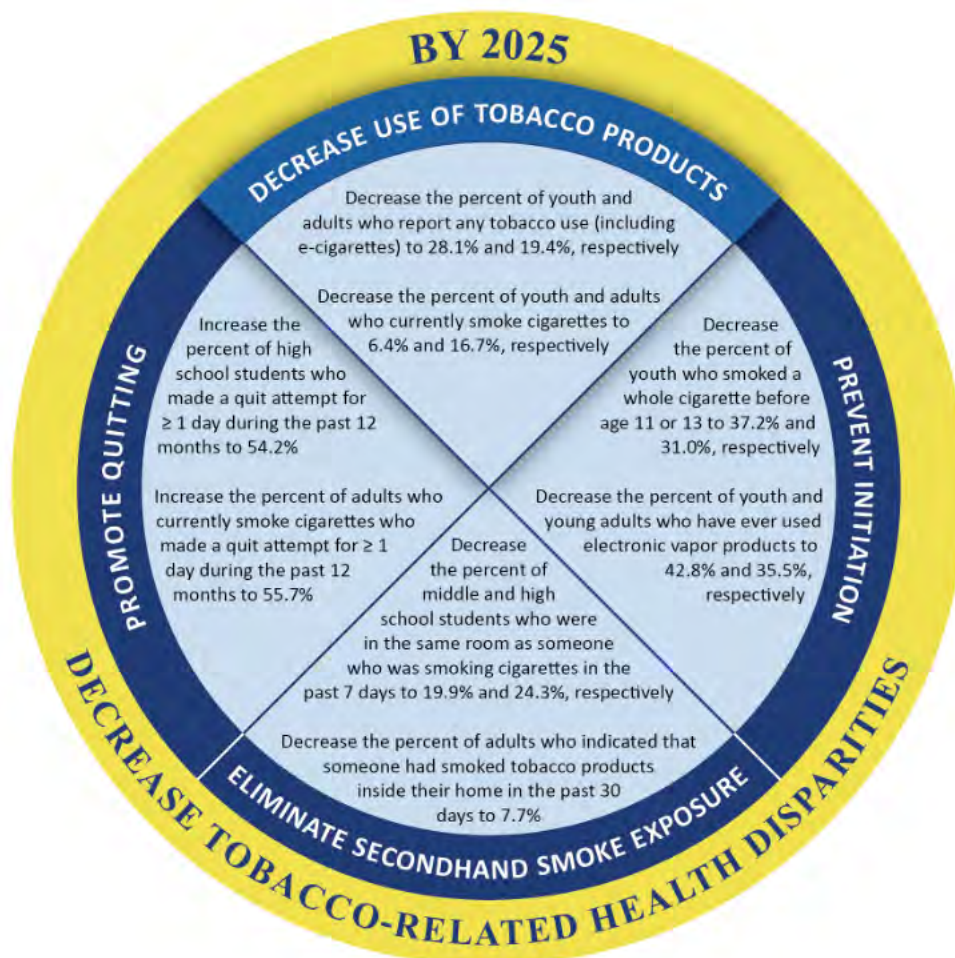 BY 2025
DECREASE USE OF TOBACCO PRODUCTS
Decrease the percent of youth and
adults who report any tobacco use (including
e-cigarettes) to 28.1% and 19.4%, respectively
Decrease the percent of youth and adults
who currently smoke cigarettes to
6.4% and 16.7%, respectively
PROMOTE QUITTING
Increase the
percent of high
school students who
made a quit attempt for
≥ 1 day during the past 12
months to 54.2%
Increase the percent of adults who
currently smoke cigarettes who
made a quit attempt for ≥ 1
day during the past 12
months to 55.7%
PREVENT INITIATION
Decrease
the percent of
youth who smoked a
whole cigarette before
age 11 or 13 to 37.2% and
31.0%, respectively
Decrease the percent of youth and
young adults who have ever used
electronic vapor products to
42.8% and 35.5%,
respectively
Decrease
the percent of
middle and high
school students who were
in the same room as someone
who was smoking cigarettes in the
past 7 days to 19.9% and 24.3%, respectively
Decrease the percent of adults who indicated that
someone had smoked tobacco products
inside their home in the past 30
days to 7.7%
ELIMINATE SECONDHAND SMOKE EXPOSURE
DECREASE TOBACCO-RELATED HEALTH DISPARITIES